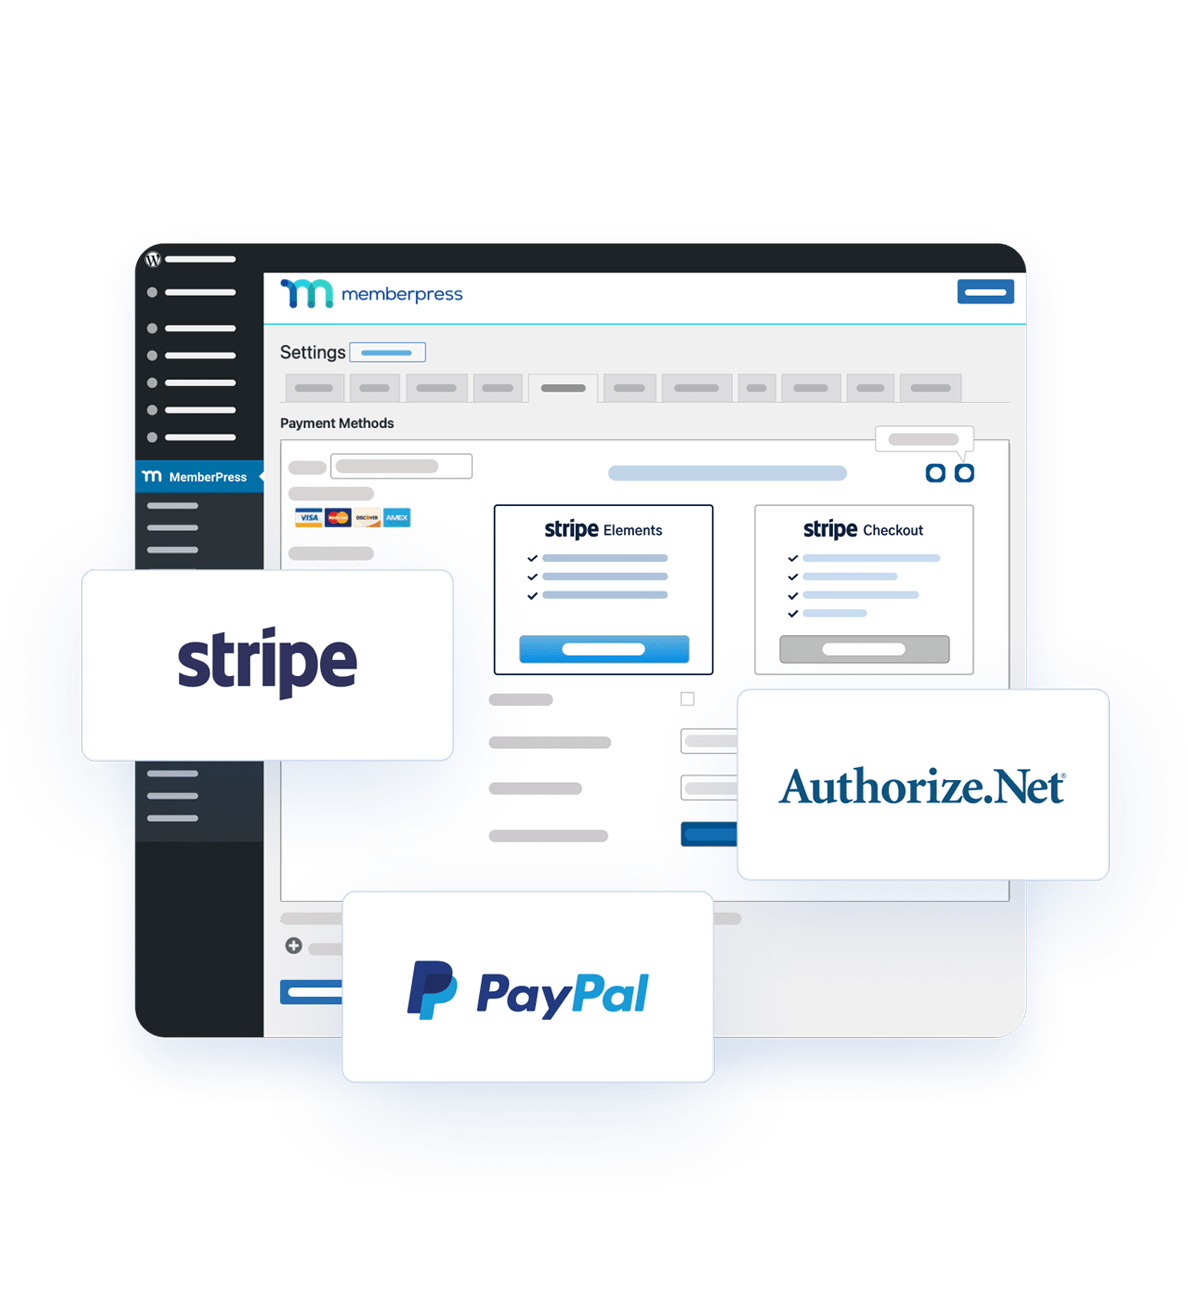 memberpress
Settings
Payment Methods
MemberPress
VISA
DISCOVER
AMEX
stripe Elements
stripe Checkout
stripe
Authorize.Net®
PayPal